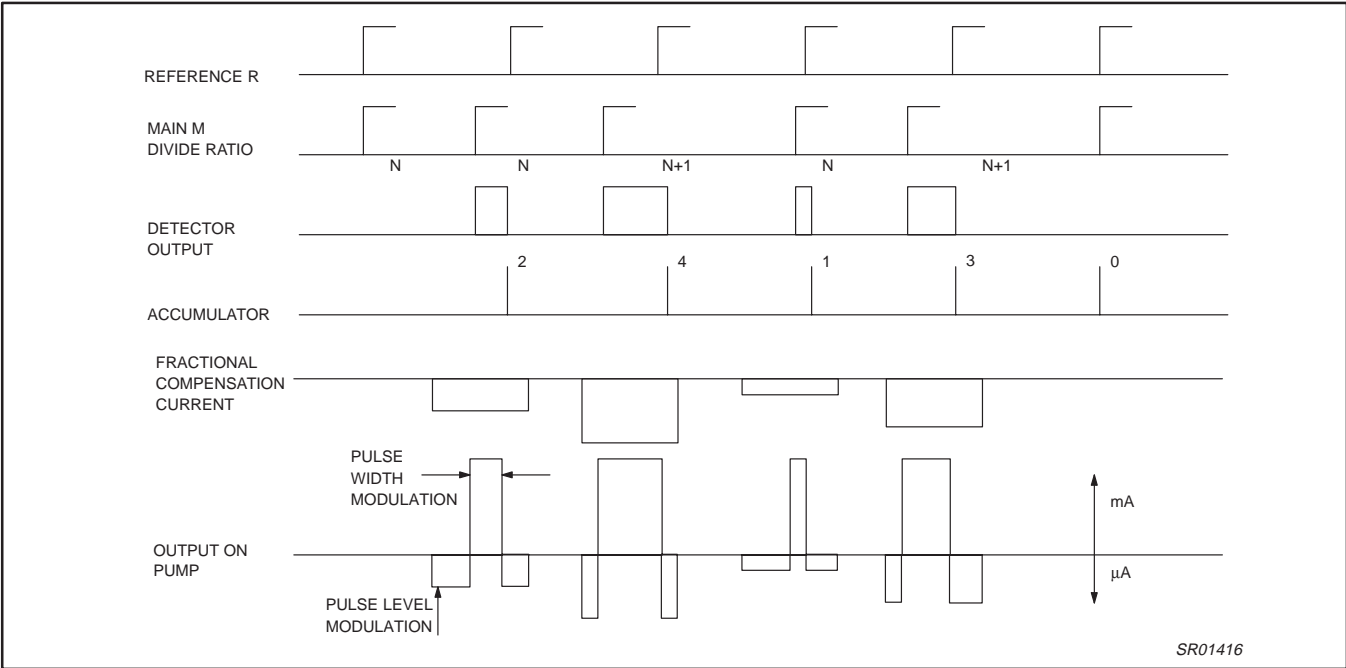 REFERENCE R
MAIN M
DIVIDE RATIO
N N N+1 N N+1
DETECTOR
OUTPUT
2 4 1 3 0
ACCUMULATOR
FRACTIONAL
COMPENSATION
CURRENT
PULSE
WIDTH
MODULATION
mA
OUTPUT ON
PUMP
μA
PULSE LEVEL
MODULATION
SR01416